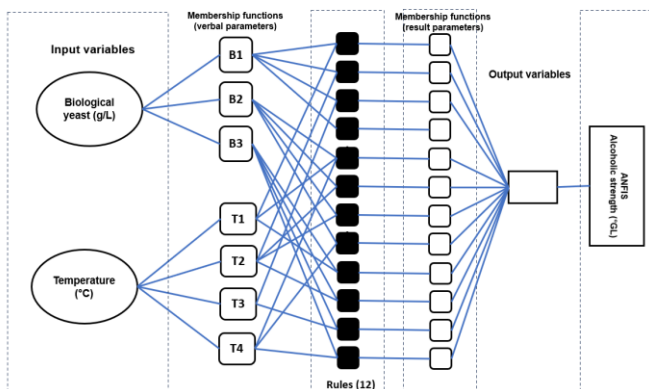 Membership functions
(verbal parameters)
Membership functions
(result parameters)
Input variables
Output variables
Biological
yeast (g/L)
B1
B2
B3
Temperature
(°C)
T1
T2
T3
T4
Rules (12)
ANFIS
Alcoholic strength (°GL)